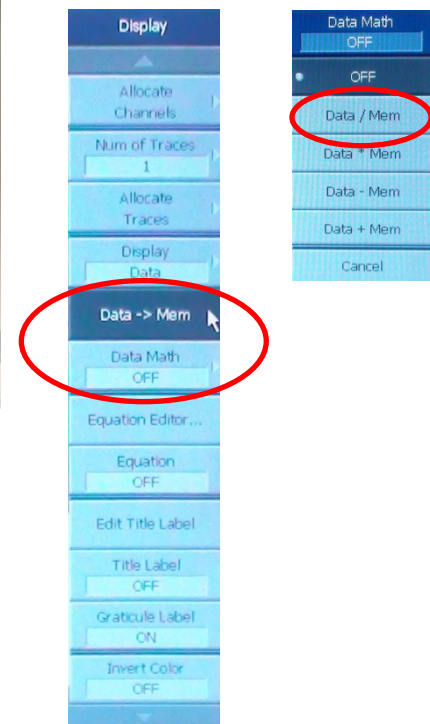 Display
Allocate
Channels
Num of Traces
1
Allocate
Traces
Display
Data
Data -> Mem
Data Math
OFF
Equation Editor...
Equation
OFF
Edit Title Label
Title Label
OFF
Graticule Label
ON
Invert Color
OFF
Data Math
OFF
OFF
Data / Mem
Data * Mem
Data - Mem
Data + Mem
Cancel